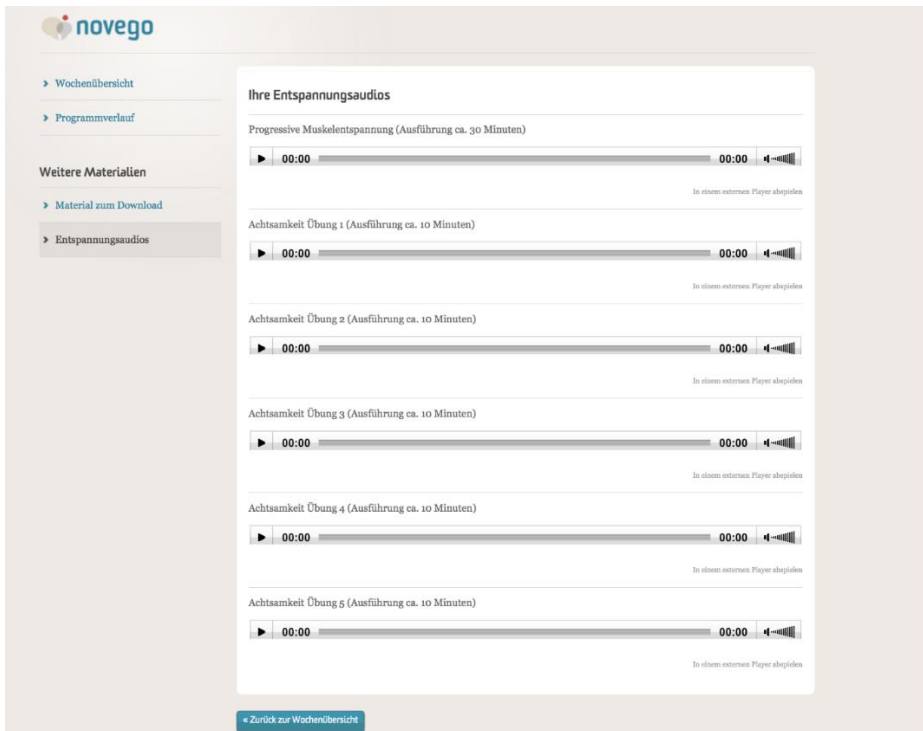 novego
› Wochenübersicht
› Programmverlauf
Weitere Materialien
› Material zum Download
› Entspannungsaudios
Ihre Entspannungsaudios
Progressive Muskelentspannung (Ausführung ca. 30 Minuten)
00:00 00:00
In einem externen Player abspielen
Achtsamkeit Übung 1 (Ausführung ca. 10 Minuten)
00:00 00:00
In einem externen Player abspielen
Achtsamkeit Übung 2 (Ausführung ca. 10 Minuten)
00:00 00:00
In einem externen Player abspielen
Achtsamkeit Übung 3 (Ausführung ca. 10 Minuten)
00:00 00:00
In einem externen Player abspielen
Achtsamkeit Übung 4 (Ausführung ca. 10 Minuten)
00:00 00:00
In einem externen Player abspielen
Achtsamkeit Übung 5 (Ausführung ca. 10 Minuten)
00:00 00:00
In einem externen Player abspielen
« Zurück zur Wochenübersicht